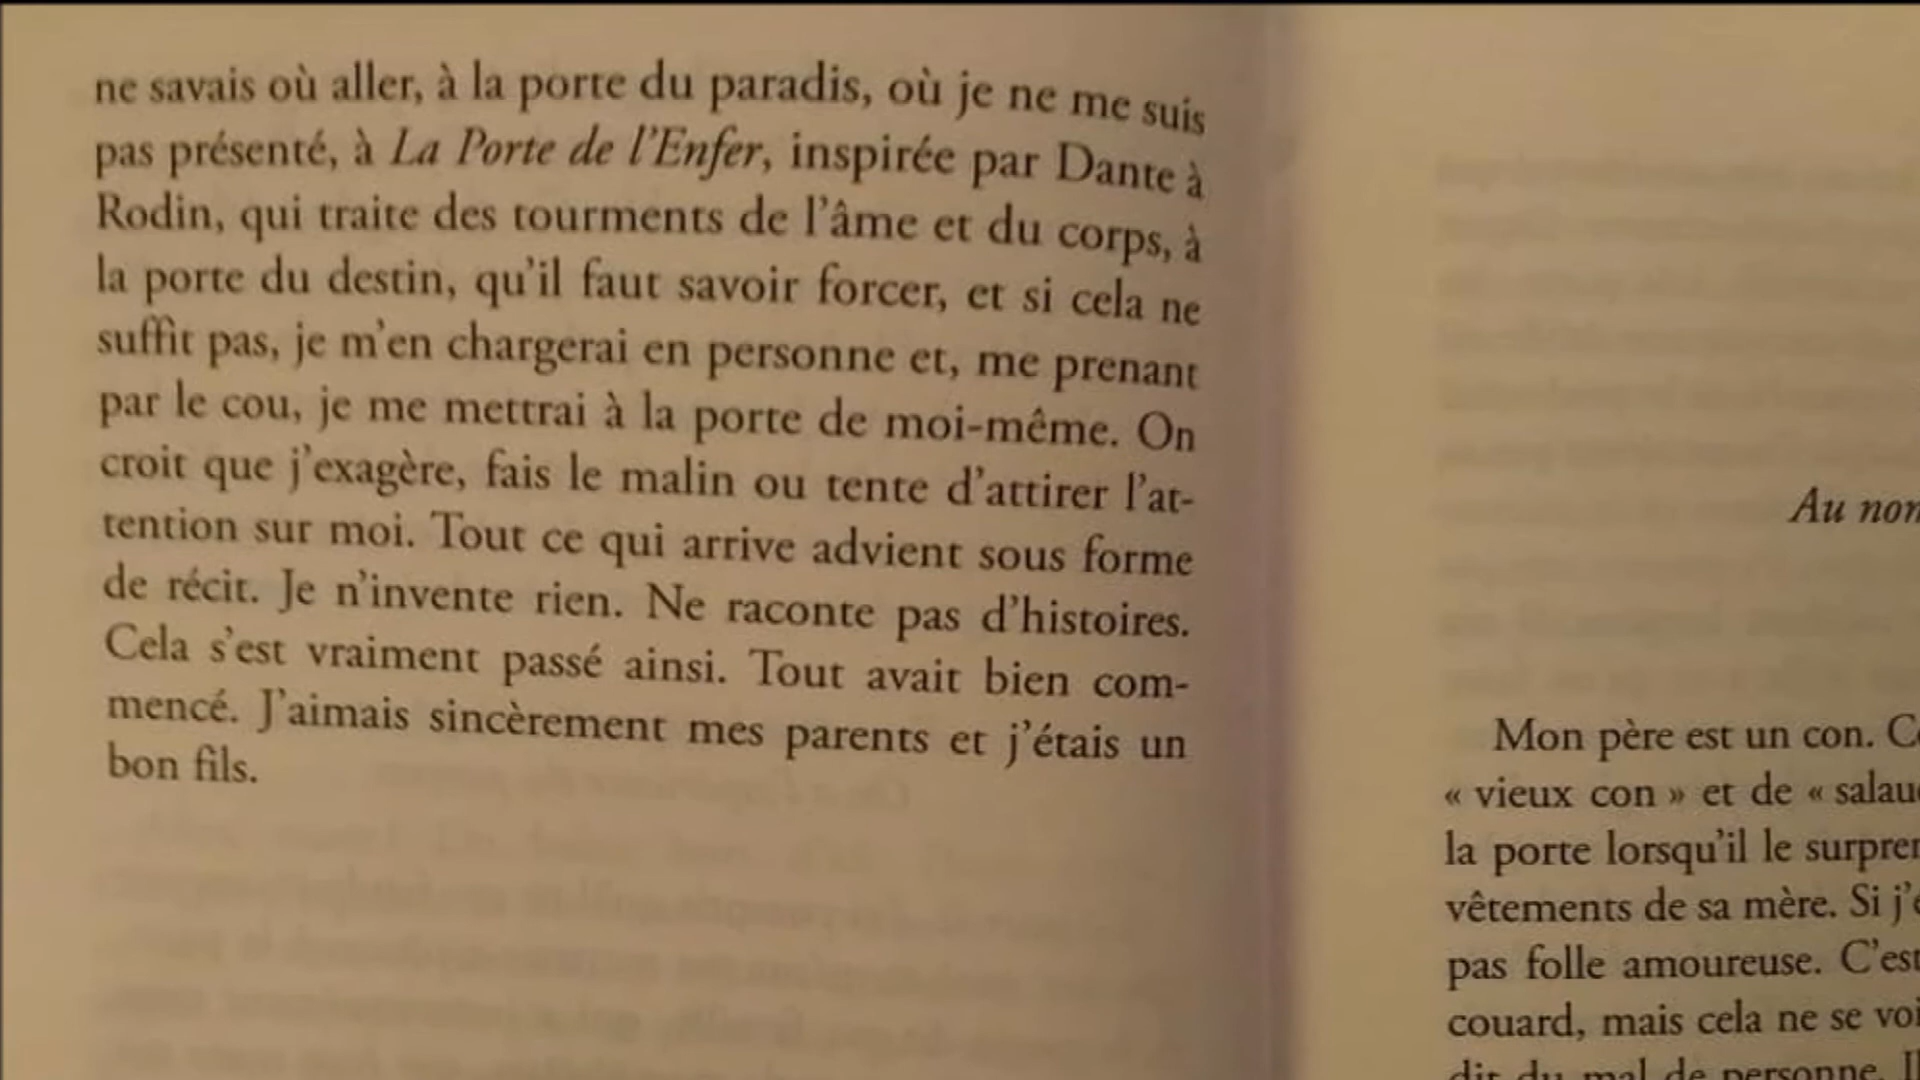 ne savais où aller, à la porte du paradis, où je ne me suis
pas présenté, à La Porte de l'Enfer, inspirée par Dante à
Rodin, qui traite des tourments de l'âme et du corps, à
la porte du destin, qu'il faut savoir forcer, et si cela ne
suffit pas, je m'en chargerai en personne et, me prenant
par le cou, je me mettrai à la porte de moi-même. On
croit que j'exagère, fais le malin ou tente d'attirer l'at-
tention sur moi. Tout ce qui arrive advient sous forme
de récit. Je n'invente rien. Ne raconte pas d'histoires.
Cela s'est vraiment passé ainsi. Tout avait bien com-
mencé. J'aimais sincèrement mes parents et j'étais un
bon fils.
Au
Mon père est un con.
« vieux con » et de «
la porte lorsqu'il le
vêtements de sa mère. Si
pas folle amoureuse. C'est
couard, mais cela ne se
dit du mal de personne.